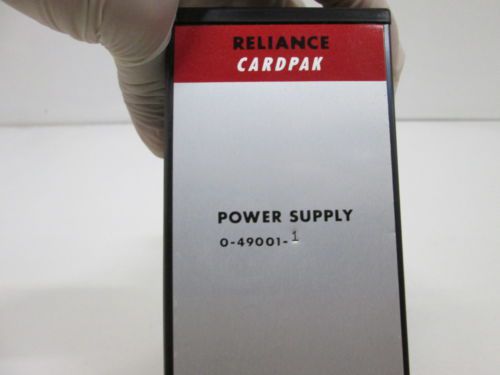 RELIANCE
CARDPAK
POWER SUPPLY
0-49001-1